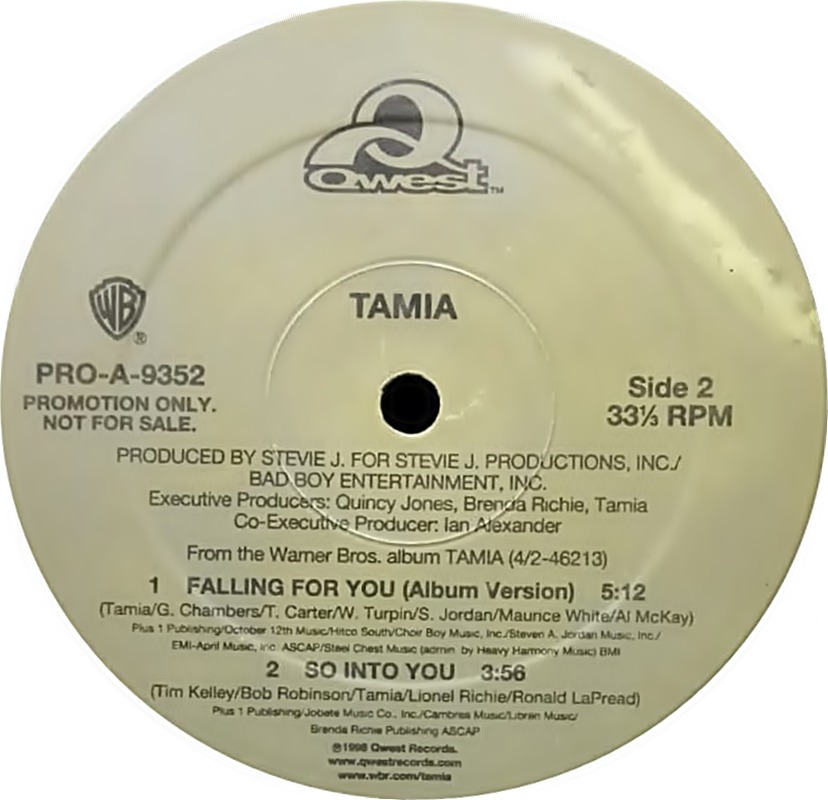 Qwest™
TAMIA
WB®
PRO-A-9352
PROMOTION ONLY.
NOT FOR SALE.
Side 2
33⅓ RPM
PRODUCED BY STEVIE J. FOR STEVIE J. PRODUCTIONS, INC./
BAD BOY ENTERTAINMENT, INC.
Executive Producers: Quincy Jones, Brenda Richie, Tamia
Co-Executive Producer: Ian Alexander
From the Warner Bros. album TAMIA (4/2-46213)
1 FALLING FOR YOU (Album Version) 5:12
(Tamia/G. Chambers/T. Carter/W. Turpin/S. Jordan/Maurice White/Al McKay)
Plus 1 Publishing/October 12th Music/Hitco South/Choir Boy Music, Inc./Steven A. Jordan Music, Inc./
EMI-April Music, Inc. ASCAP/Steel Chest Music (admin. by Heavy Harmony Music) BMI
2 SO INTO YOU 3:56
(Tim Kelley/Bob Robinson/Tamia/Lionel Richie/Ronald LaPread)
Plus 1 Publishing/Jobete Music Co., Inc./Cambrea Music/Libren Music/
Brenda Richie Publishing ASCAP
℗1998 Qwest Records.
www.qwestrecords.com
www.wbr.com/tamia